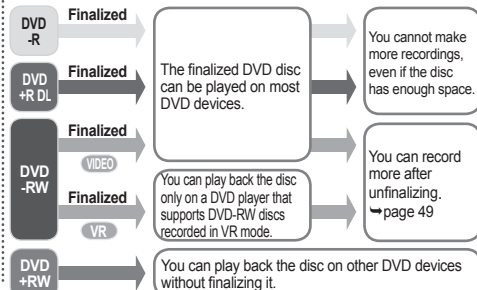 DVD
-R
Finalized
DVD
+R DL
Finalized
The finalized DVD disc
can be played on most
DVD devices.
You cannot make
more recordings,
even if the disc
has enough space.
DVD
-RW
Finalized
VIDEO
Finalized
VR
You can play back the disc
only on a DVD player that
supports DVD-RW discs
recorded in VR mode.
You can record
more after
unfinalizing.
➥page 49
DVD
+RW
You can play back the disc on other DVD devices
without finalizing it.